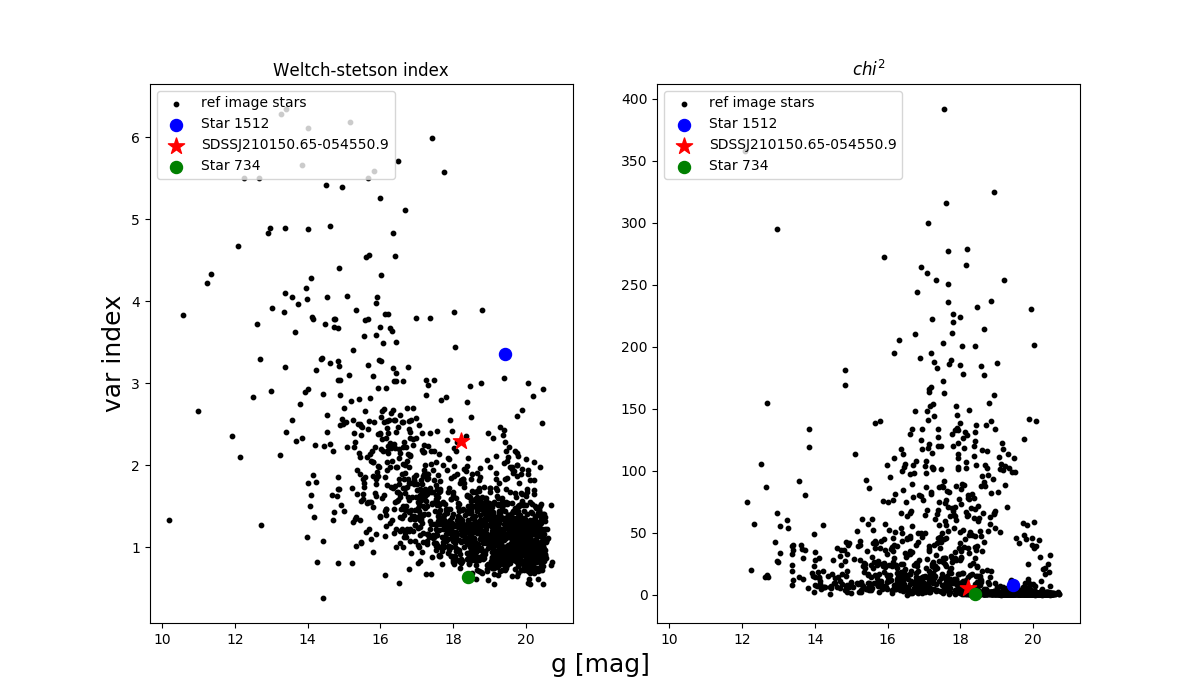 Weltch-stetson index
chi²
ref image stars
Star 1512
SDSSJ210150.65-054550.9
Star 734
ref image stars
Star 1512
SDSSJ210150.65-054550.9
Star 734
var index
6
5
4
3
2
1
10 12 14 16 18 20
400
350
300
250
200
150
100
50
0
10 12 14 16 18 20
g [mag]